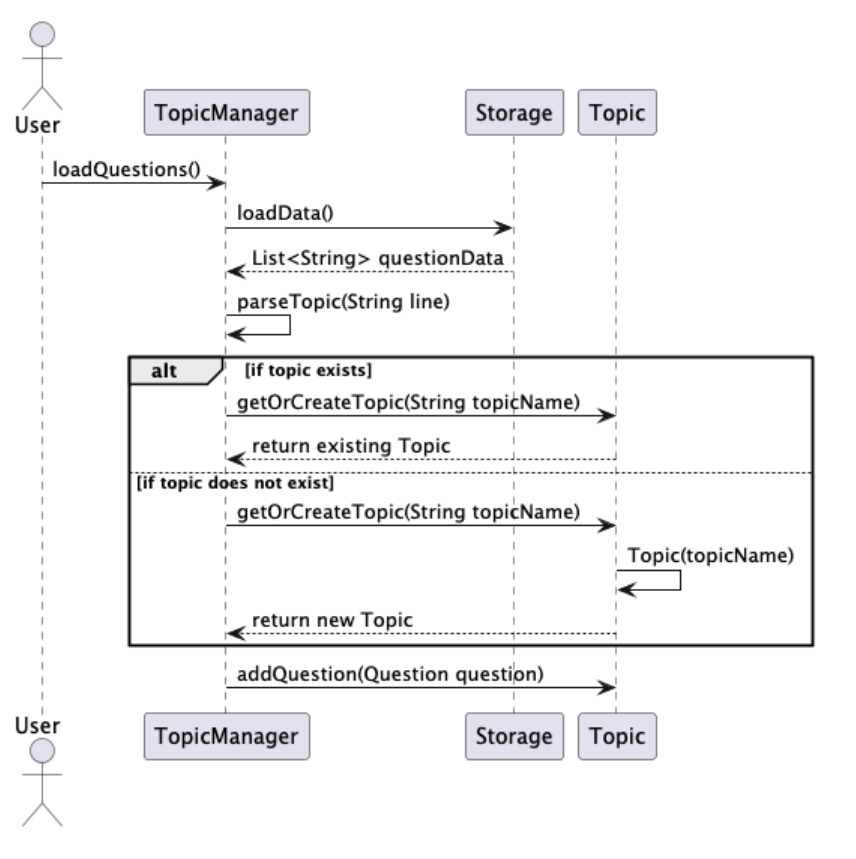 User
TopicManager
Storage
Topic
loadQuestions()
loadData()
List<String> questionData
parseTopic(String line)
alt
[if topic exists]
getOrCreateTopic(String topicName)
return existing Topic
[if topic does not exist]
getOrCreateTopic(String topicName)
Topic(topicName)
return new Topic
addQuestion(Question question)
User
TopicManager
Storage
Topic